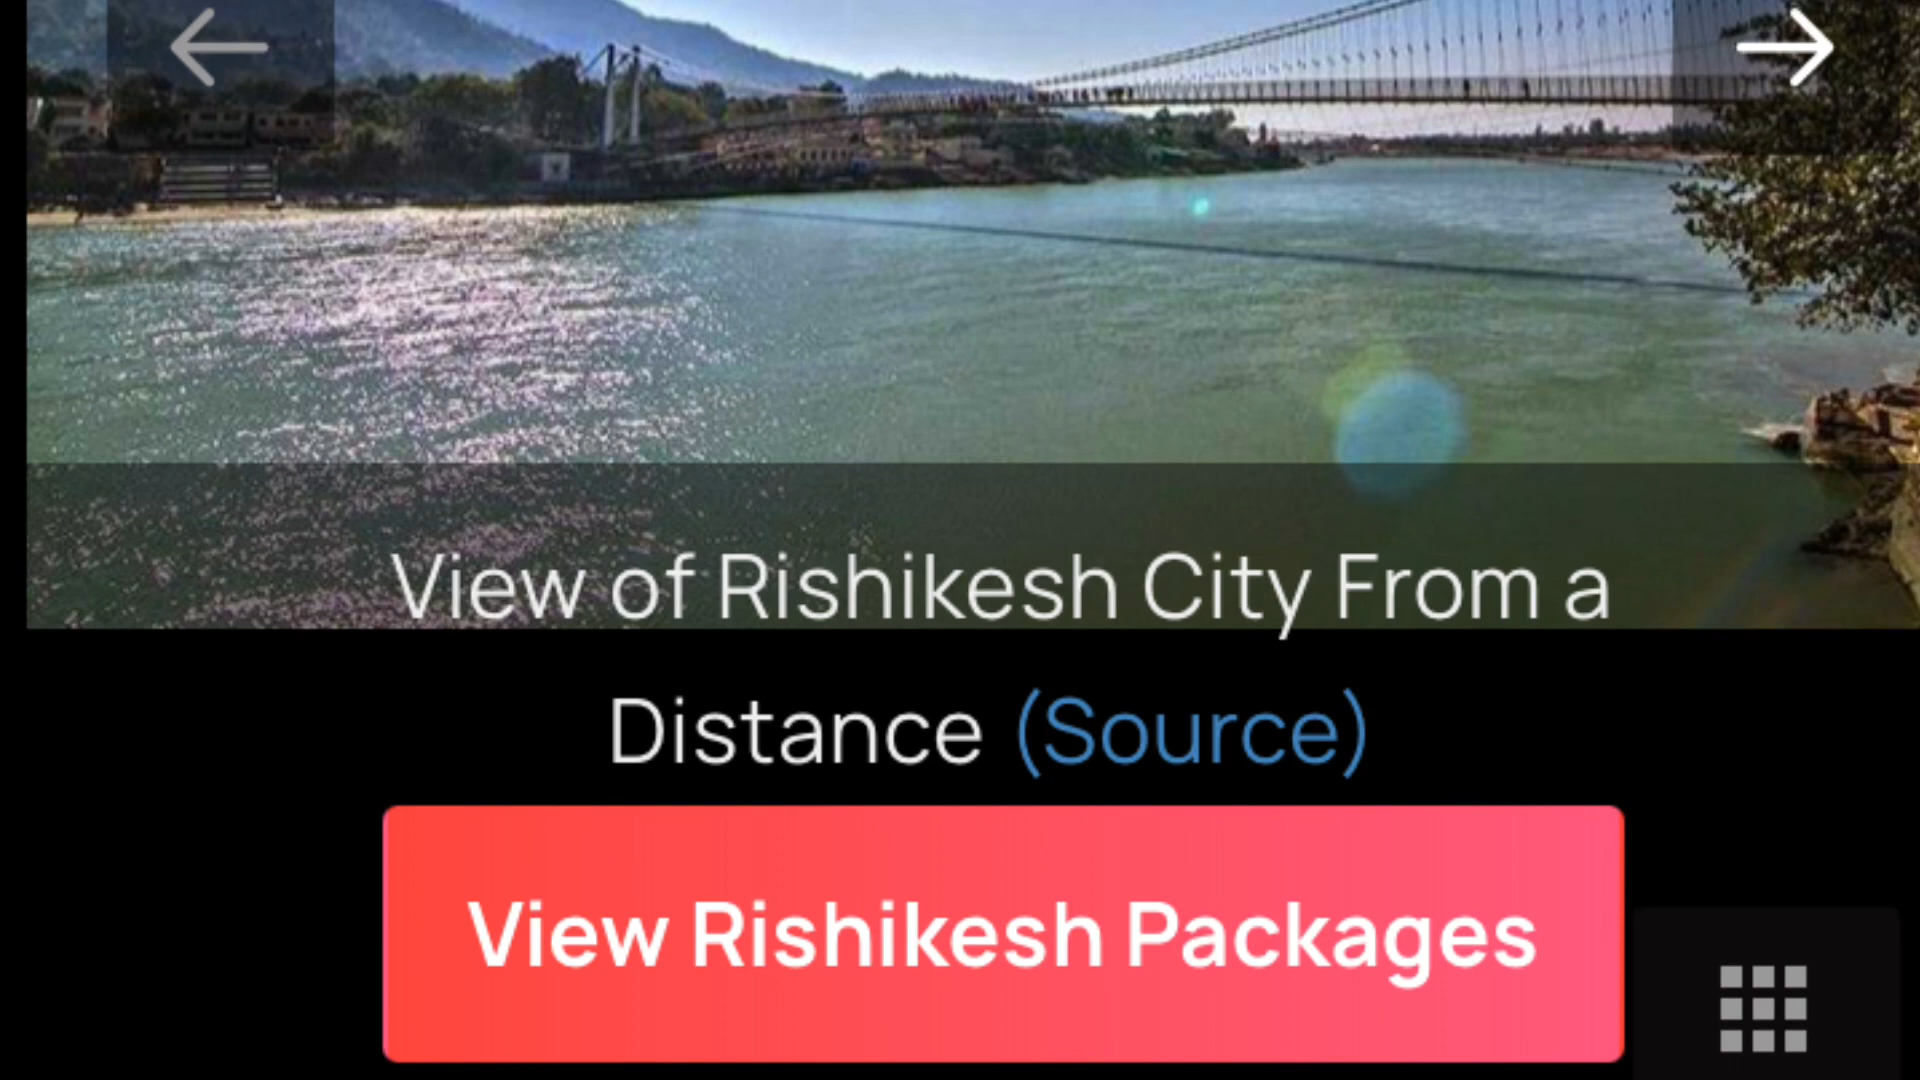 View of Rishikesh City From a
Distance (Source)
View Rishikesh Packages